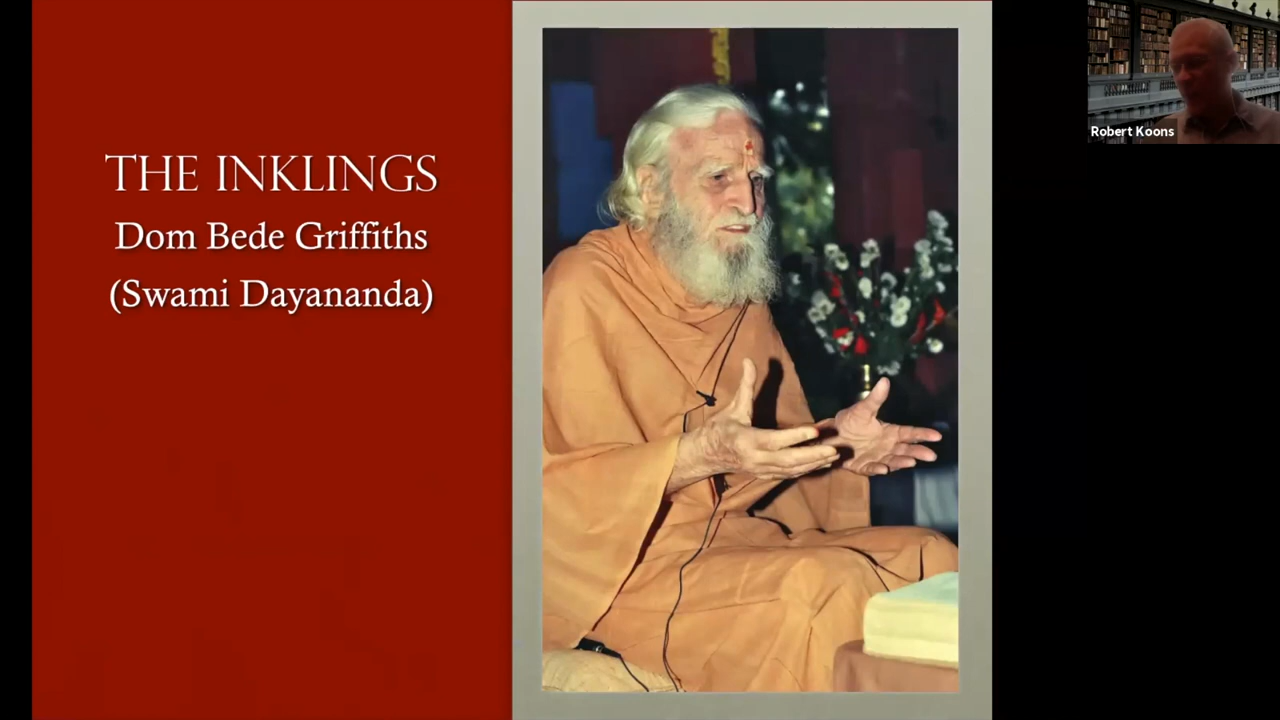 THE INKLINGS
Dom Bede Griffiths
(Swami Dayananda)
Robert Koons